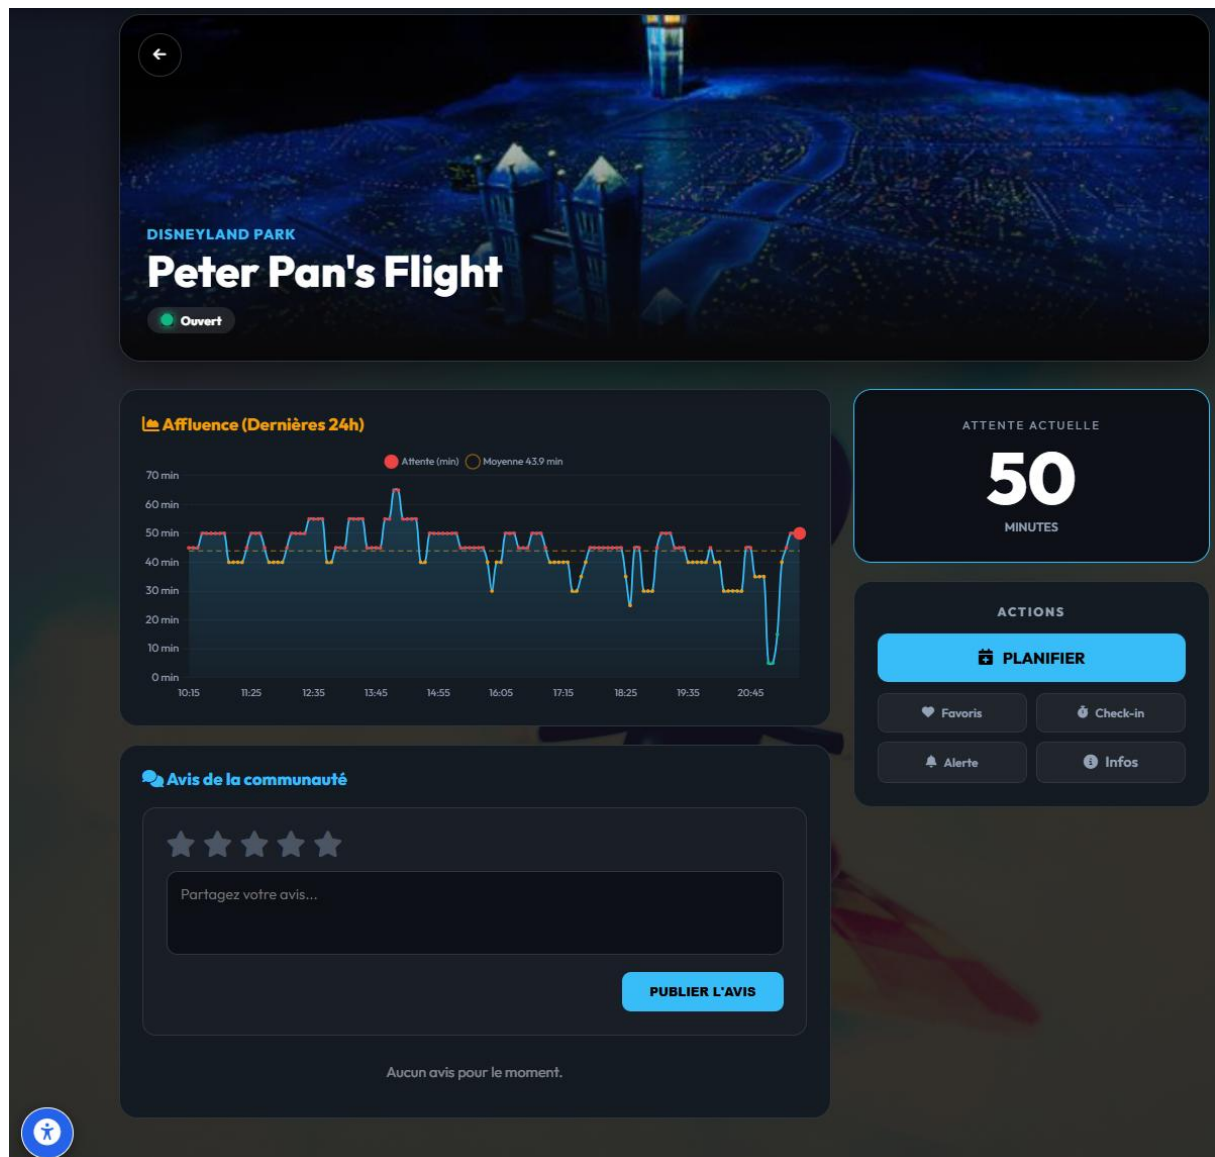 DISNEYLAND PARK
Peter Pan's Flight
Ouvert
Affluence (Dernières 24h)
Attente (min) Moyenne 43.9 min
70 min
60 min
50 min
40 min
30 min
20 min
10 min
0 min
10:15 11:25 12:35 13:45 14:55 16:05 17:15 18:25 19:35 20:45
ATTENTE ACTUELLE
50
MINUTES
ACTIONS
PLANIFIER
Favoris Check-in
Alerte Infos
Avis de la communauté
Partagez votre avis...
PUBLIER L'AVIS
Aucun avis pour le moment.